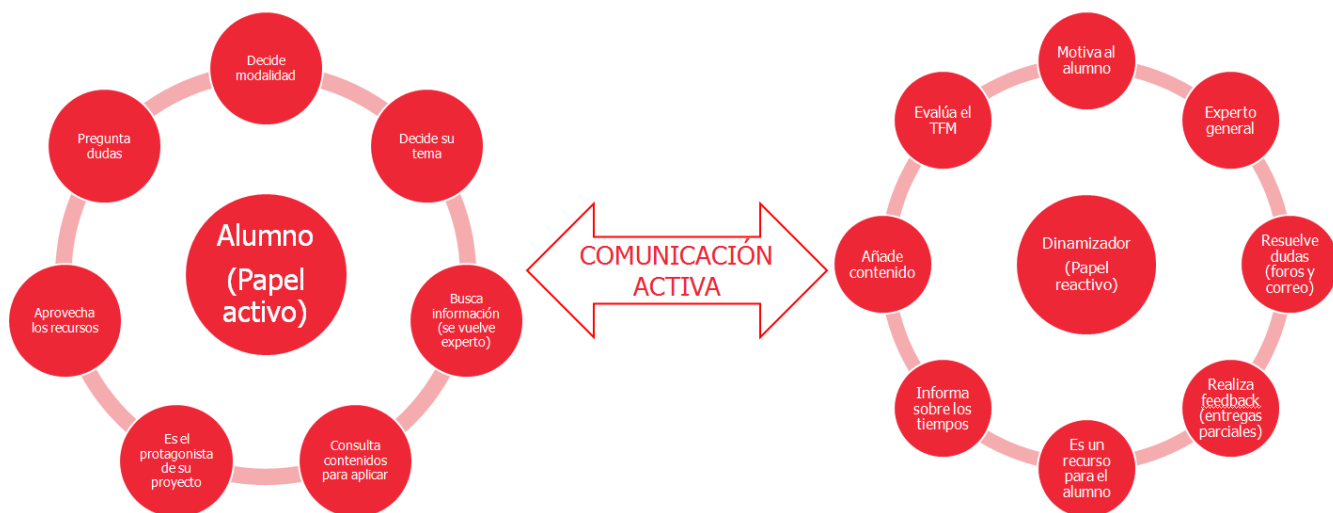 Decide
modalidad
Decide su
tema
Busca
información
(se vuelve
experto)
Consulta
contenidos
para aplicar
Es el
protagonista
de su
proyecto
Aprovecha
los recursos
Pregunta
dudas
Alumno
(Papel
activo)
COMUNICACIÓN
ACTIVA
Motiva al
alumno
Experto
general
Resuelve
dudas
(foros y
correo)
Realiza
feedback
(entregas
parciales)
Es un
recurso
para el
alumno
Informa
sobre los
tiempos
Añade
contenido
Evalúa el
TFM
Dinamizador
(Papel
reactivo)